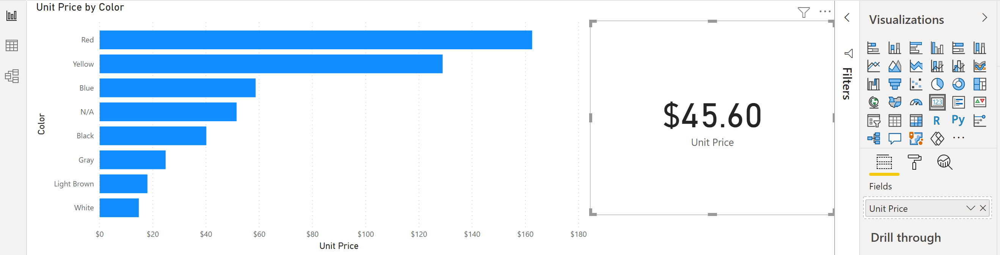 Unit Price by Color
Red
Yellow
Blue
N/A
Black
Gray
Light Brown
White
Color
$0 $20 $40 $60 $80 $100 $120 $140 $160 $180
Unit Price
$45.60
Unit Price
Filters
Visualizations
123
R Py
Fields
Unit Price
Drill through